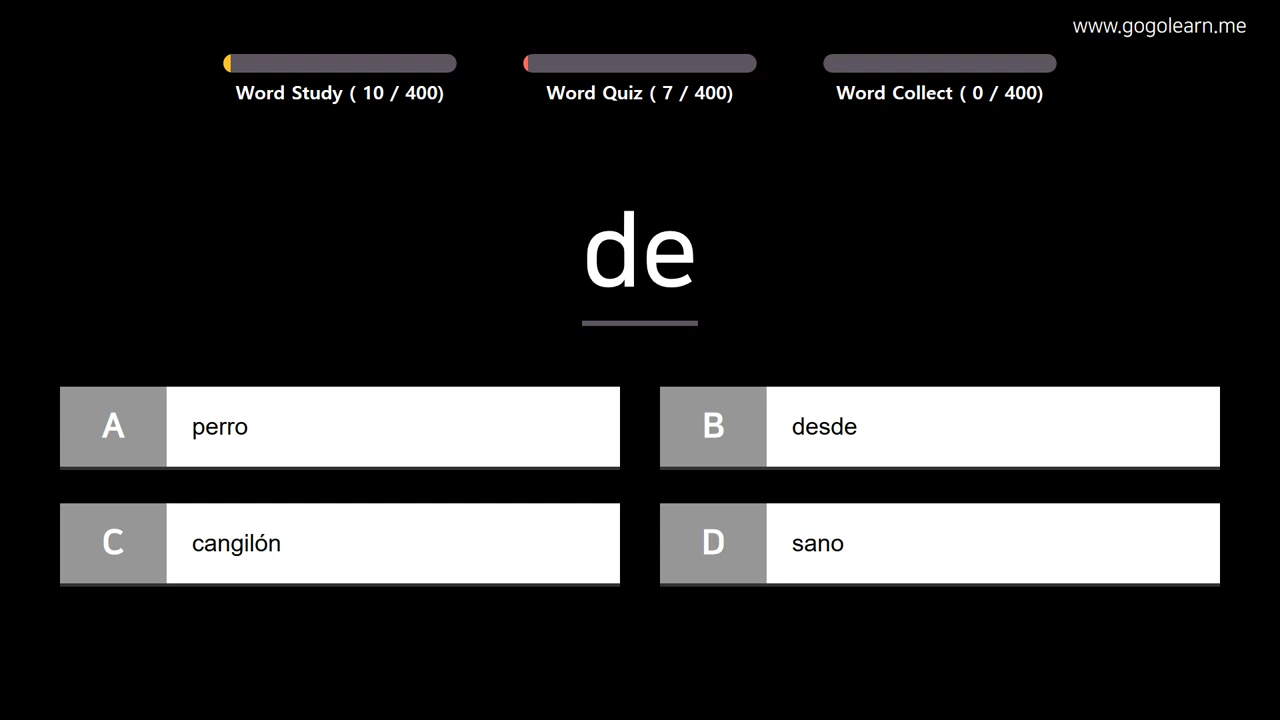 www.gogolearn.me
Word Study ( 10 / 400)
Word Quiz ( 7 / 400)
Word Collect ( 0 / 400)
de
A perro
B desde
C cangilón
D sano